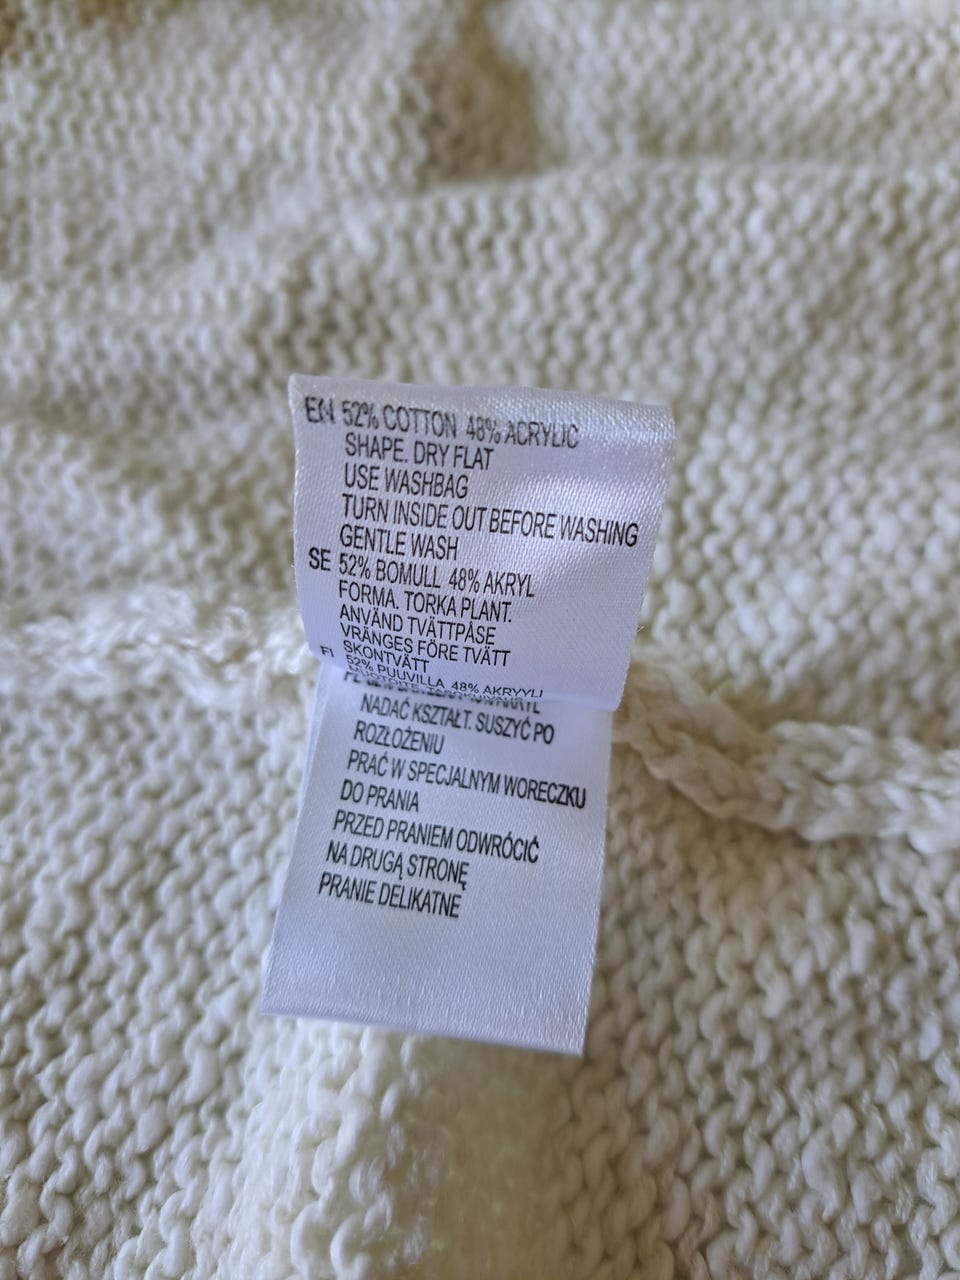 EN 52% COTTON 48% ACRYLIC
SHAPE. DRY FLAT
USE WASHBAG
TURN INSIDE OUT BEFORE WASHING
GENTLE WASH
SE 52% BOMULL 48% AKRYL
FORMA. TORKA PLANT.
ANVÄND TVÄTTPÅSE
VRÄNGES FÖRE TVÄTT
SKONTVÄTT
FI 52% PUUVILLA 48% AKRYYLI
NADAĆ KSZTAŁT. SUSZYĆ PO
ROZŁOŻENIU
PRAĆ W SPECJALNYM WORECZKU
DO PRANIA
PRZED PRANIEM ODWRÓCIĆ
NA DRUGĄ STRONĘ
PRANIE DELIKATNE